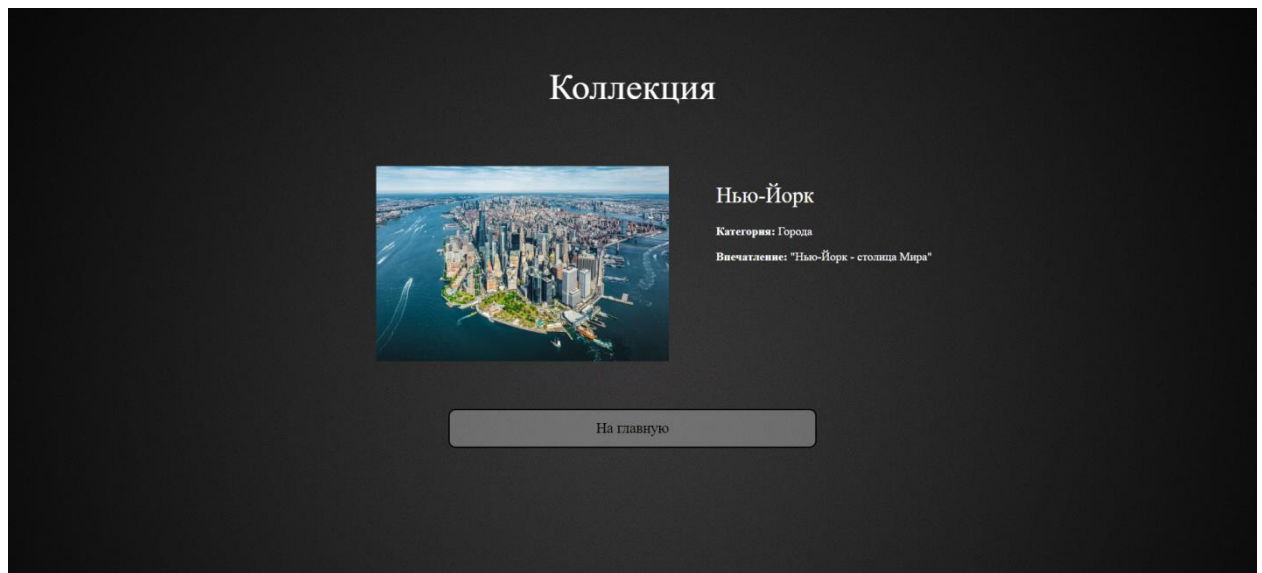 Коллекция
Нью-Йорк
Категория: Города
Впечатление: "Нью-Йорк - столица Мира"
На главную